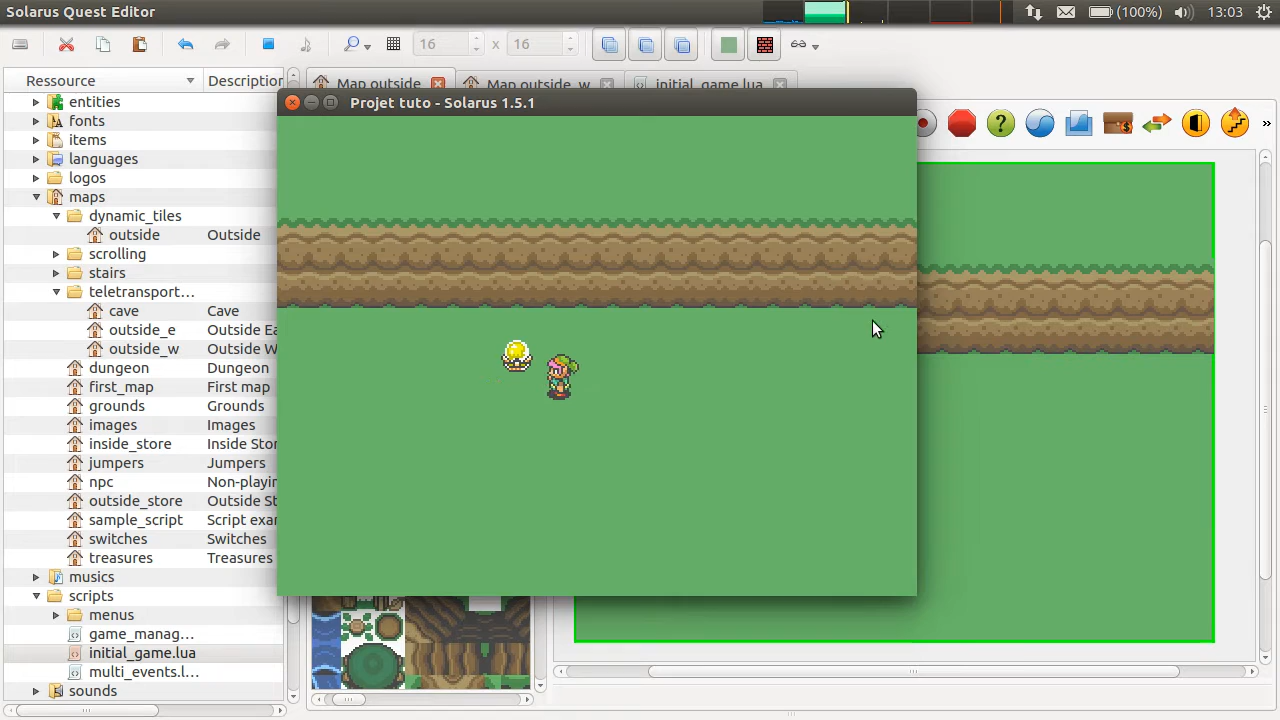 Solarus Quest Editor
(100%)
13:03
16 x 16
Ressource
Descriptio
Map outside
Map outside_w
initial_game.lua
Projet tuto - Solarus 1.5.1
»
entities
fonts
items
languages
logos
maps
dynamic_tiles
outside Outside
scrolling
stairs
teletransport...
cave Cave
outside_e Outside Ea
outside_w Outside W
dungeon Dungeon
first_map First map
grounds Grounds
images Images
inside_store Inside Stor
jumpers Jumpers
npc Non-playin
outside_store Outside St
sample_script Script exam
switches Switches
treasures Treasures
musics
scripts
menus
game_manag...
initial_game.lua
multi_events.l...
sounds